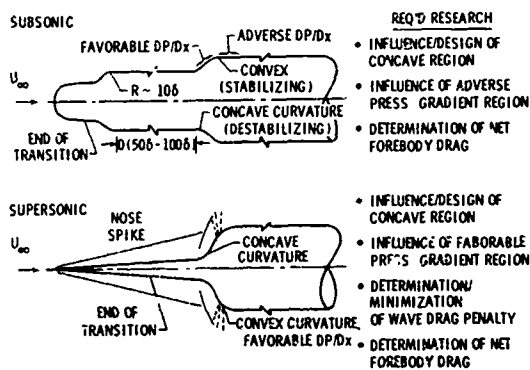 SUBSONIC
FAVORABLE DP/Dx
ADVERSE DP/Dx
U∞
R ~ 10δ
CONVEX
(STABILIZING)
CONCAVE CURVATURE
(DESTABILIZING)
END OF
TRANSITION
O(50δ-100δ)
REQ'D RESEARCH
• INFLUENCE/DESIGN OF
CONCAVE REGION
• INFLUENCE OF ADVERSE
PRESS GRADIENT REGION
• DETERMINATION OF NET
FOREBODY DRAG
SUPERSONIC
U∞
NOSE
SPIKE
CONCAVE
CURVATURE
END OF
TRANSITION
CONVEX CURVATURE,
FAVORABLE DP/Dx
• INFLUENCE/DESIGN OF
CONCAVE REGION
• INFLUENCE OF FABORABLE
PRESS GRADIENT REGION
• DETERMINATION/
MINIMIZATION
OF WAVE DRAG PENALTY
• DETERMINATION OF NET
FOREBODY DRAG